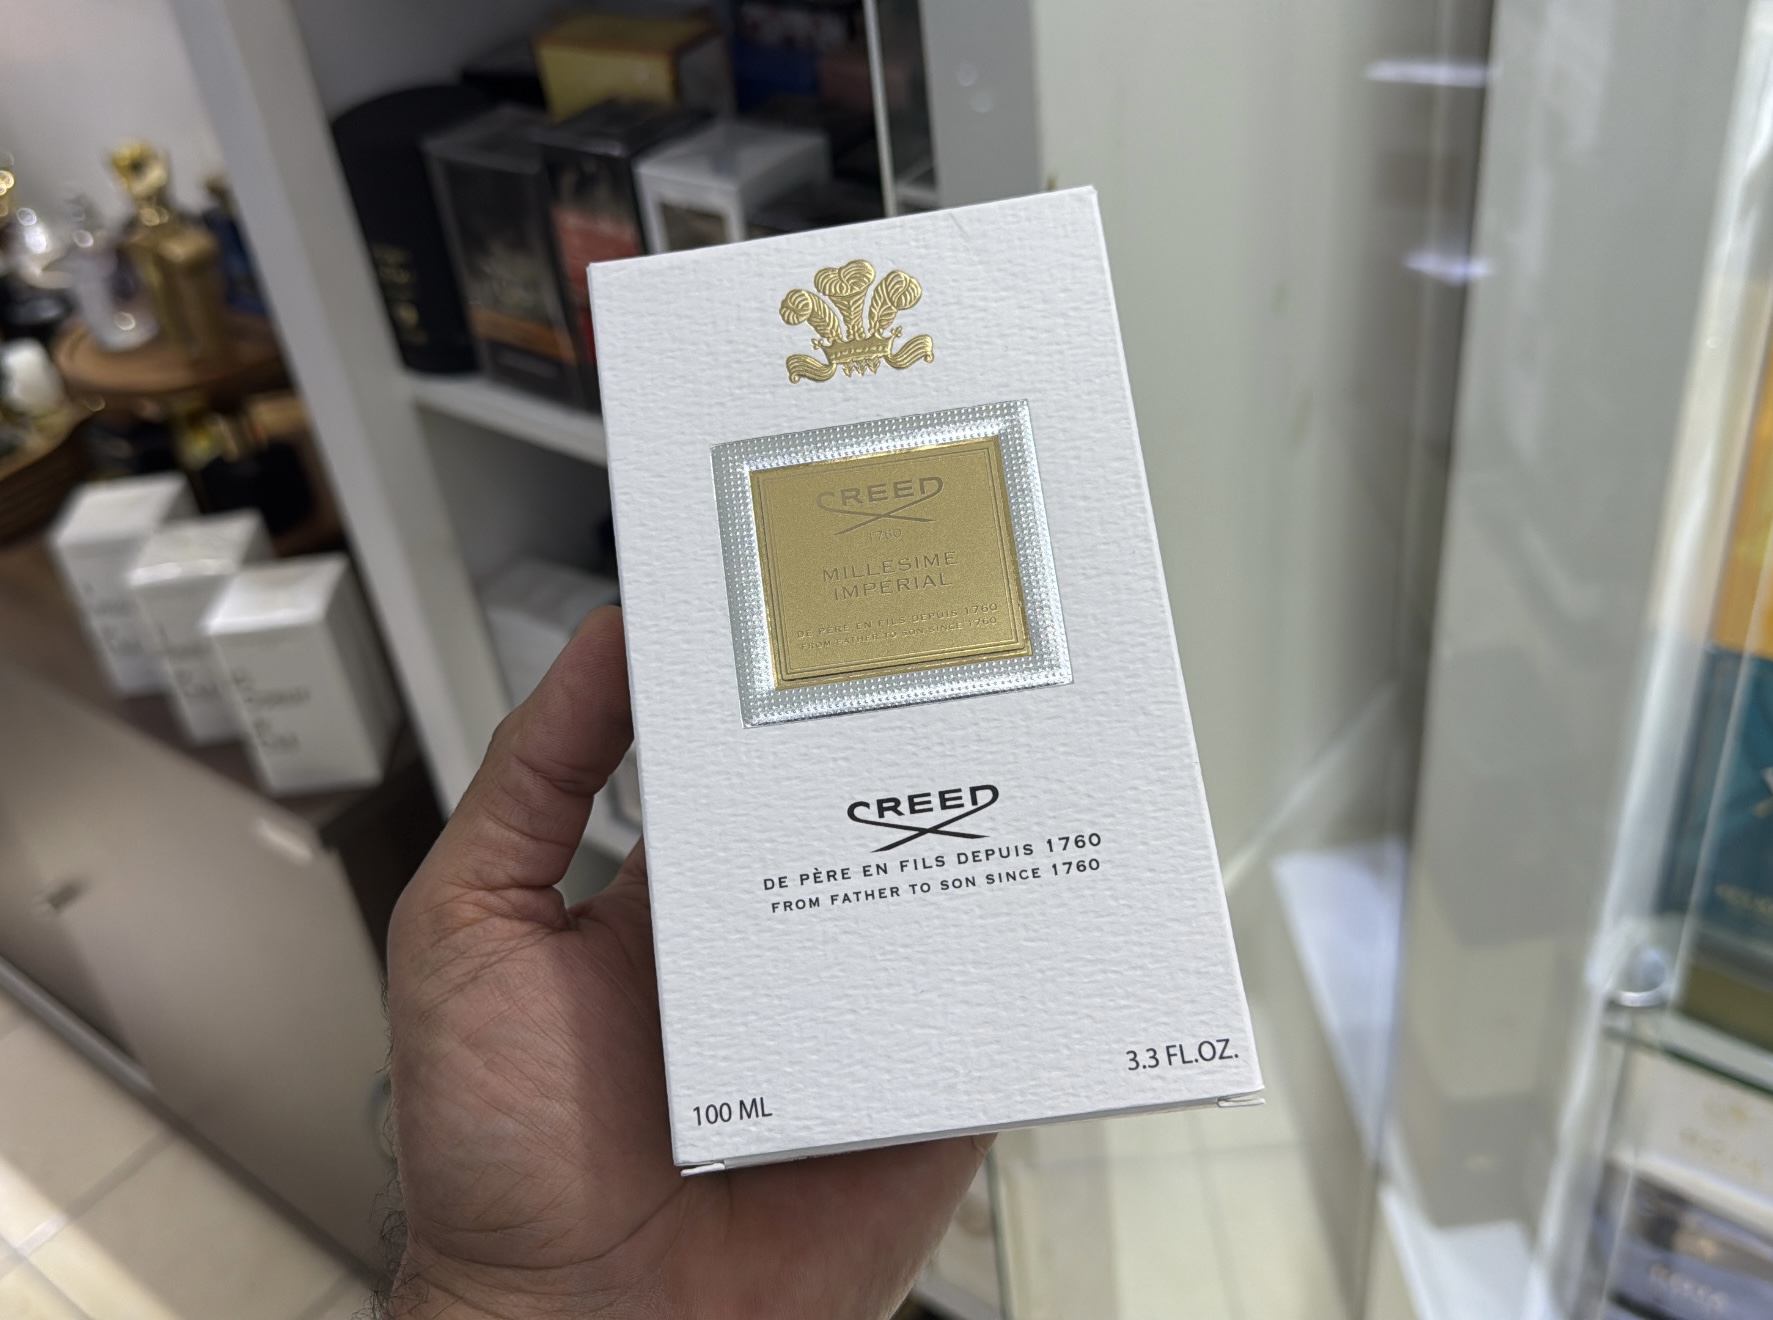 CREED
1760
MILLESIME
IMPERIAL
DE PÈRE EN FILS DEPUIS 1760
FROM FATHER TO SON SINCE 1760
CREED
DE PÈRE EN FILS DEPUIS 1760
FROM FATHER TO SON SINCE 1760
100 ML
3.3 FL.OZ.